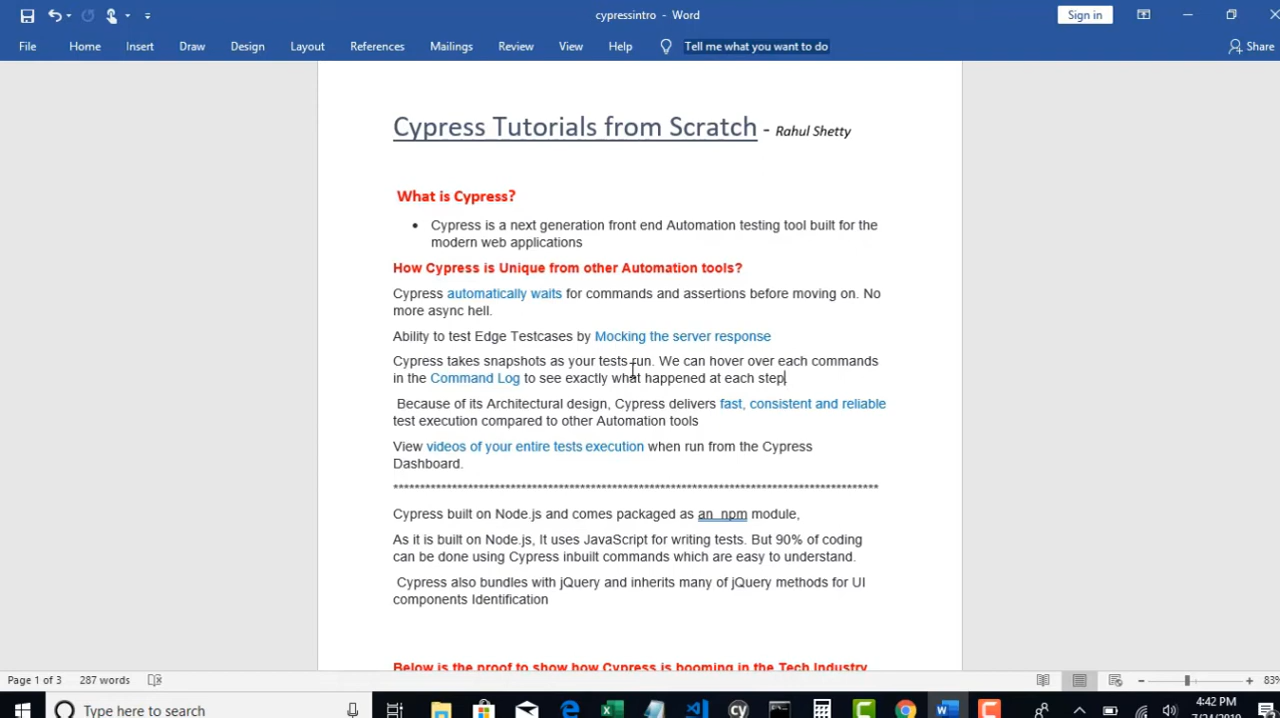 cypressintro - Word
Sign in
File Home Insert Draw Design Layout References Mailings Review View Help Tell me what you want to do Share
Cypress Tutorials from Scratch - Rahul Shetty
What is Cypress?
• Cypress is a next generation front end Automation testing tool built for the
modern web applications
How Cypress is Unique from other Automation tools?
Cypress automatically waits for commands and assertions before moving on. No
more async hell.
Ability to test Edge Testcases by Mocking the server response
Cypress takes snapshots as your tests run. We can hover over each commands
in the Command Log to see exactly what happened at each step.
Because of its Architectural design, Cypress delivers fast, consistent and reliable
test execution compared to other Automation tools
View videos of your entire tests execution when run from the Cypress
Dashboard.
*******************************************************************************************
Cypress built on Node.js and comes packaged as an npm module,
As it is built on Node.js, It uses JavaScript for writing tests. But 90% of coding
can be done using Cypress inbuilt commands which are easy to understand.
Cypress also bundles with jQuery and inherits many of jQuery methods for UI
components Identification
Below is the proof to show how Cypress is booming in the Tech Industry
Page 1 of 3 287 words 83%
Type here to search
cy
4:42 PM